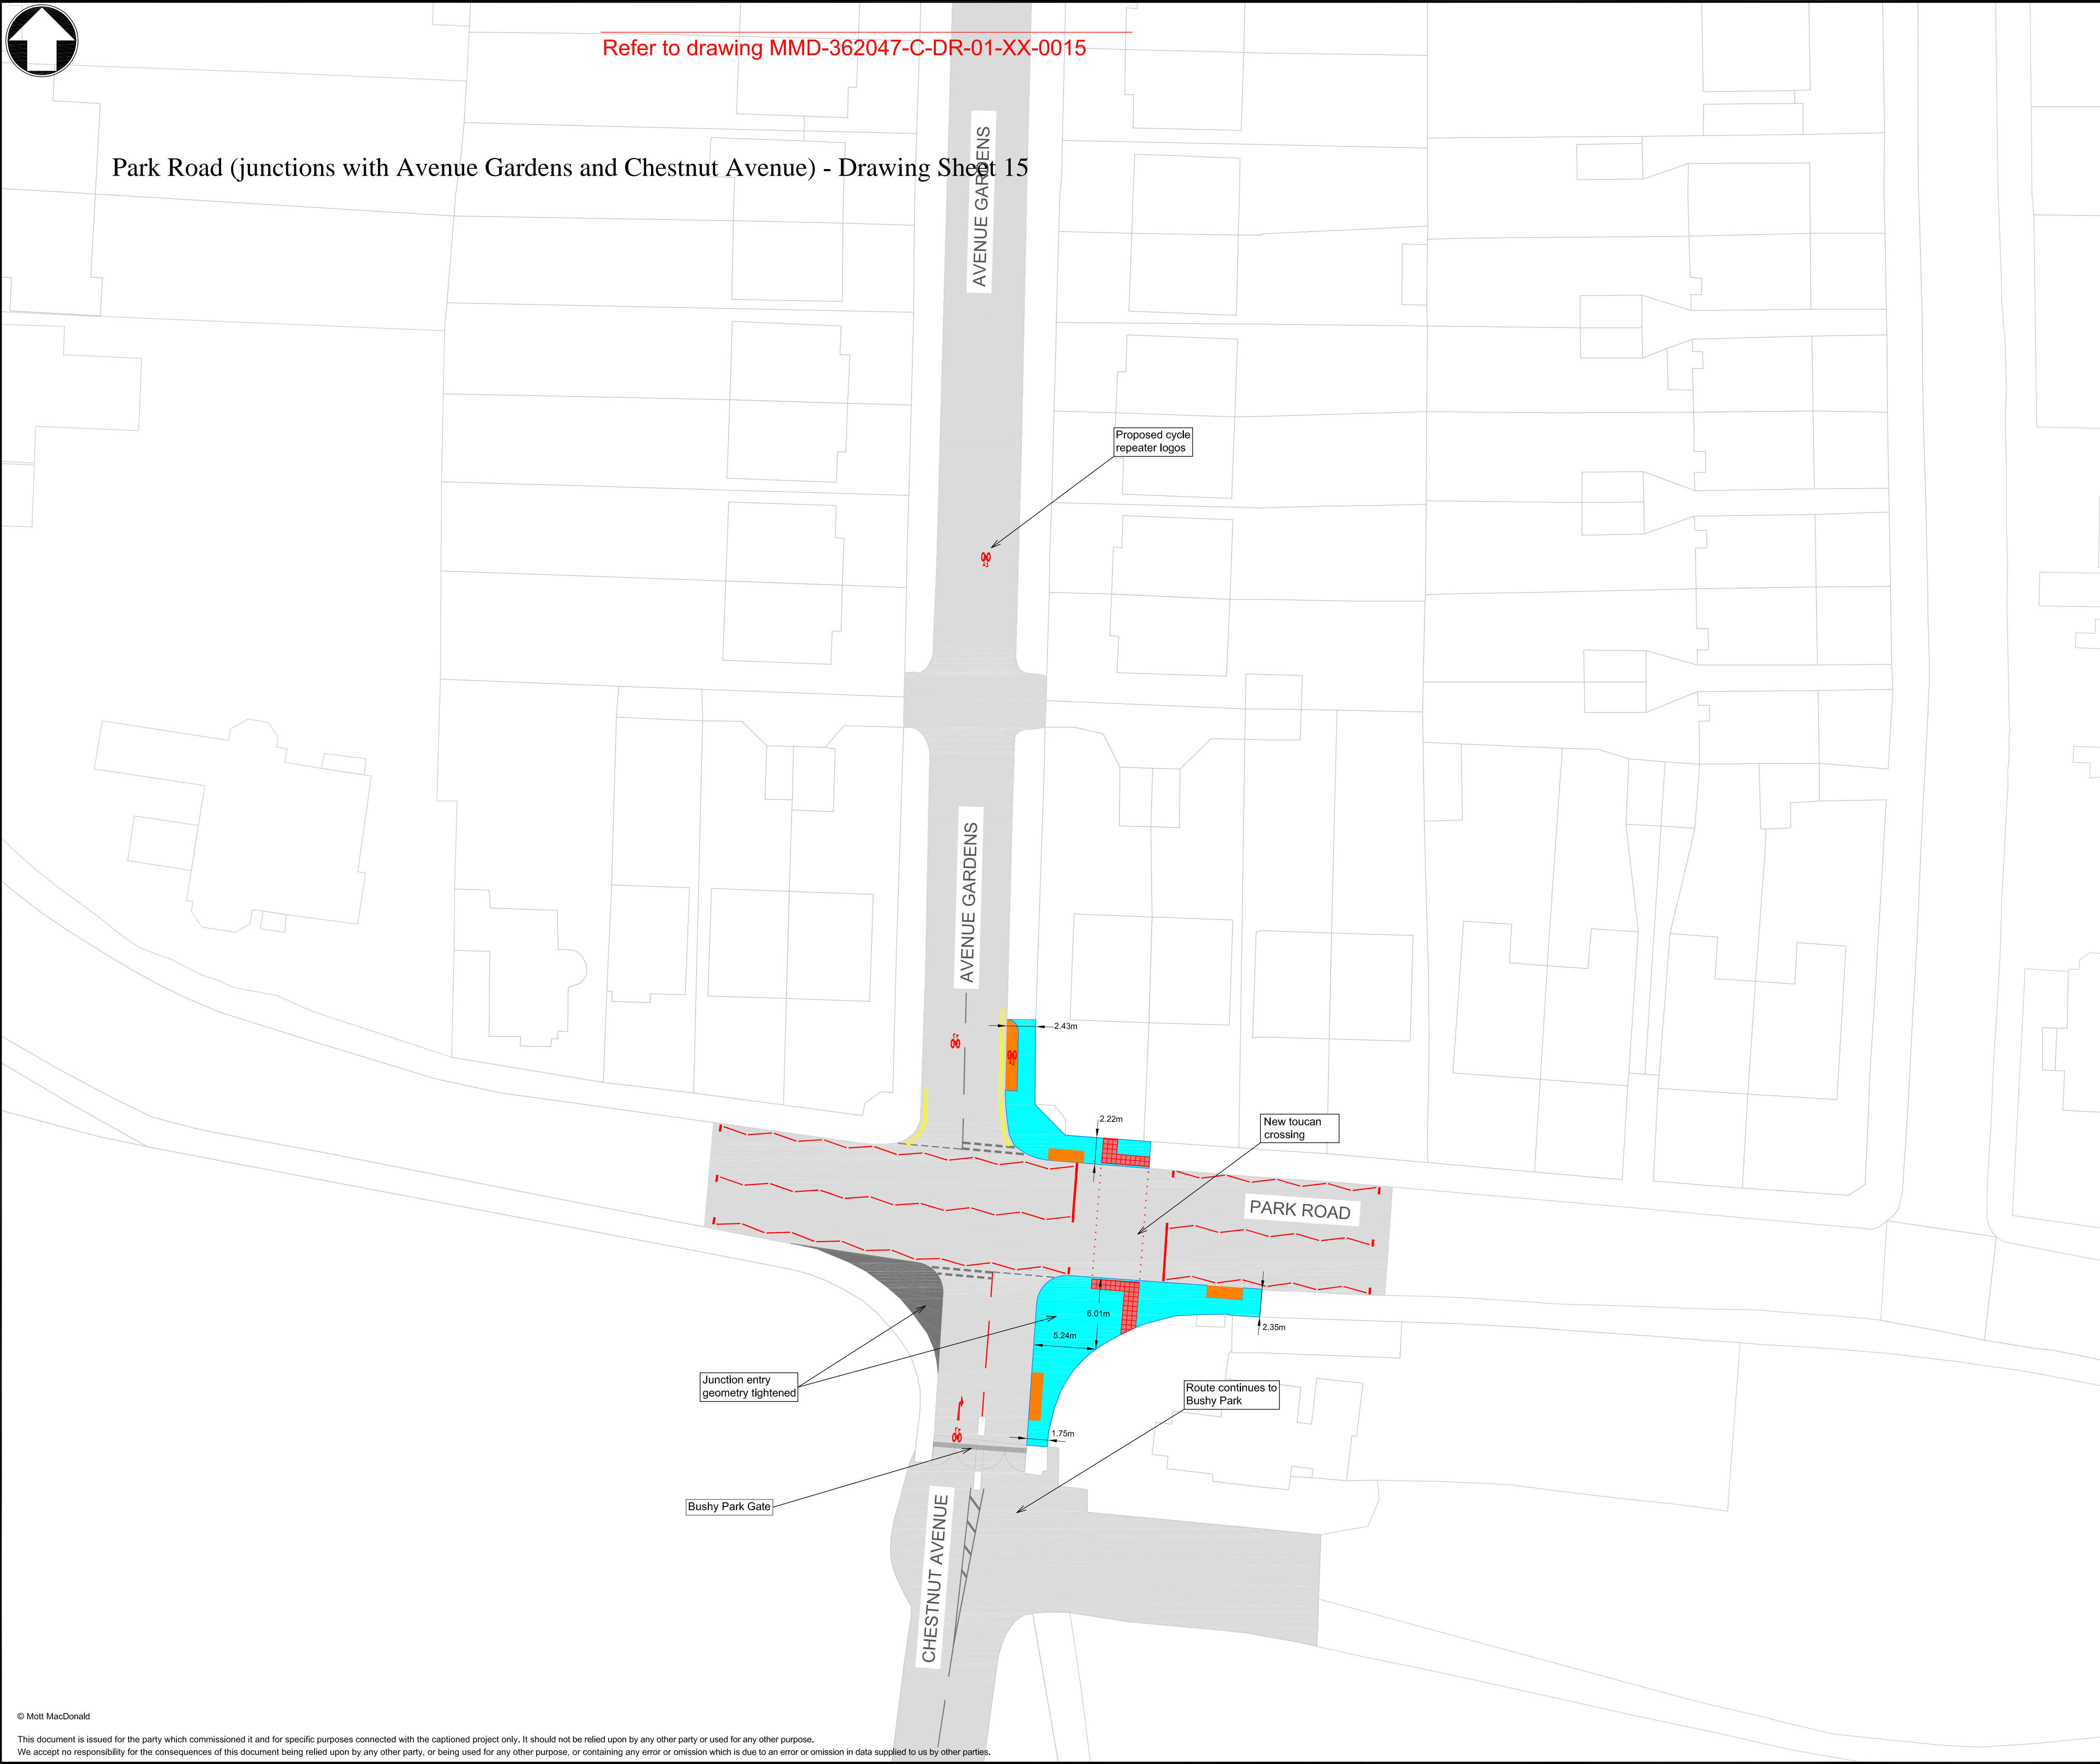 Refer to drawing MMD-362047-C-DR-01-XX-0015
Park Road (junctions with Avenue Gardens and Chestnut Avenue) - Drawing Sheet 15
AVENUE GARDENS
Proposed cycle
repeater logos
AVENUE GARDENS
2.43m
2.22m
New toucan
crossing
PARK ROAD
6.01m
5.24m
2.35m
Junction entry
geometry tightened
Route continues to
Bushy Park
1.75m
Bushy Park Gate
CHESTNUT AVENUE
© Mott MacDonald
This document is issued for the party which commissioned it and for specific purposes connected with the captioned project only. It should not be relied upon by any other party or used for any other purpose.
We accept no responsibility for the consequences of this document being relied upon by any other party, or being used for any other purpose, or containing any error or omission which is due to an error or omission in data supplied to us by other parties.